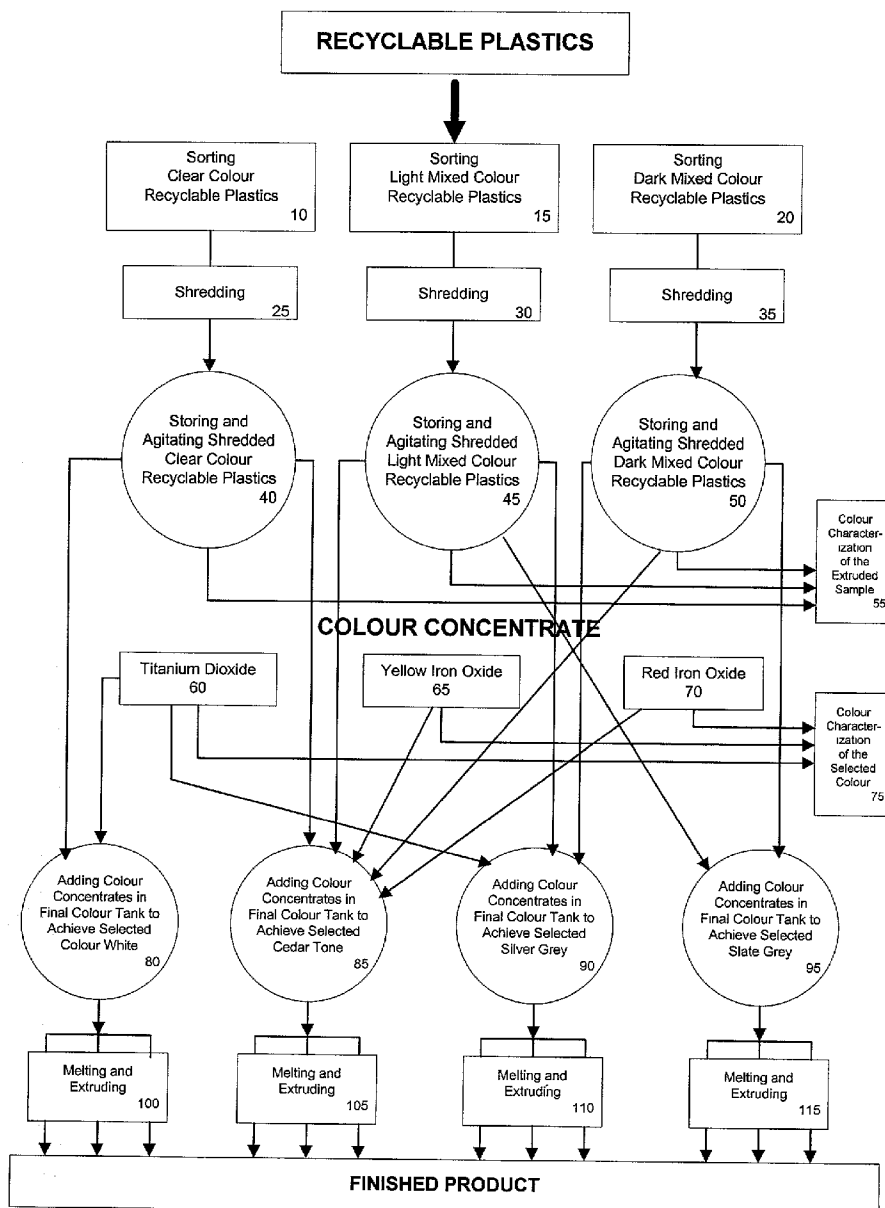 RECYCLABLE PLASTICS
Sorting
Clear Colour
Recyclable Plastics
10
Sorting
Light Mixed Colour
Recyclable Plastics
15
Sorting
Dark Mixed Colour
Recyclable Plastics
20
Shredding
25
Shredding
30
Shredding
35
Storing and
Agitating Shredded
Clear Colour
Recyclable Plastics
40
Storing and
Agitating Shredded
Light Mixed Colour
Recyclable Plastics
45
Storing and
Agitating Shredded
Dark Mixed Colour
Recyclable Plastics
50
Colour
Character-
ization
of the
Extruded
Sample
55
COLOUR CONCENTRATE
Titanium Dioxide
60
Yellow Iron Oxide
65
Red Iron Oxide
70
Colour
Character-
ization
of the
Selected
Colour
75
Adding Colour
Concentrates in
Final Colour Tank to
Achieve Selected
Colour White
80
Adding Colour
Concentrates in
Final Colour Tank to
Achieve Selected
Cedar Tone
85
Adding Colour
Concentrates in
Final Colour Tank to
Achieve Selected
Silver Grey
90
Adding Colour
Concentrates in
Final Colour Tank to
Achieve Selected
Slate Grey
95
Melting and
Extruding
100
Melting and
Extruding
105
Melting and
Extruding
110
Melting and
Extruding
115
FINISHED PRODUCT